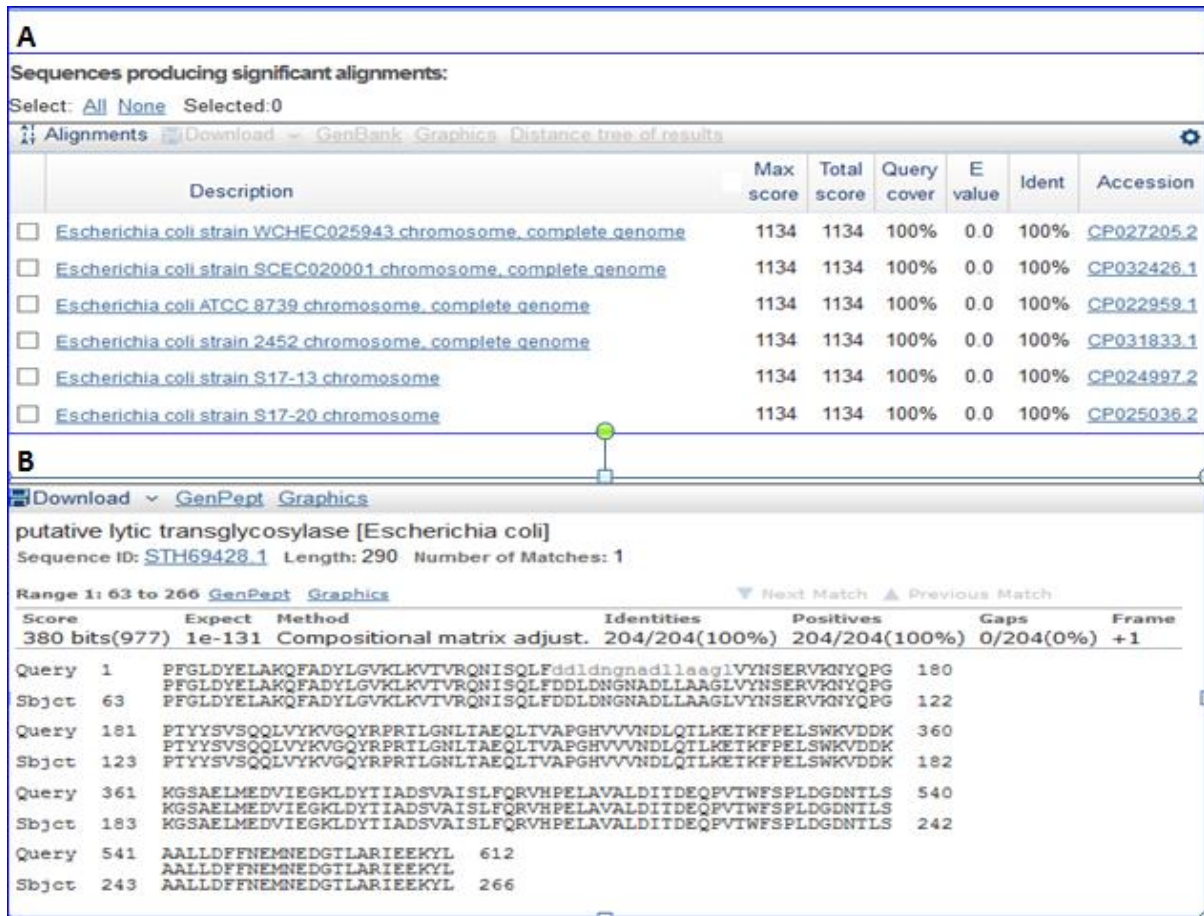 A
Sequences producing significant alignments:
Select: All None Selected:0
Alignments Download GenBank Graphics Distance tree of results
Description Max score Total score Query cover E value Ident Accession
Escherichia coli strain WCHEC025943 chromosome, complete genome 1134 1134 100% 0.0 100% CP027205.2
Escherichia coli strain SCEC020001 chromosome, complete genome 1134 1134 100% 0.0 100% CP032426.1
Escherichia coli ATCC 8739 chromosome, complete genome 1134 1134 100% 0.0 100% CP022959.1
Escherichia coli strain 2452 chromosome, complete genome 1134 1134 100% 0.0 100% CP031833.1
Escherichia coli strain S17-13 chromosome 1134 1134 100% 0.0 100% CP024997.2
Escherichia coli strain S17-20 chromosome 1134 1134 100% 0.0 100% CP025036.2
B
Download GenPept Graphics
putative lytic transglycosylase [Escherichia coli]
Sequence ID: STH69428.1 Length: 290 Number of Matches: 1
Range 1: 63 to 266 GenPept Graphics Next Match Previous Match
Score Expect Method Identities Positives Gaps Frame
380 bits(977) 1e-131 Compositional matrix adjust. 204/204(100%) 204/204(100%) 0/204(0%) +1
Query 1 PFGLDYELAKQFADYLGVKLKVTVRQNISQLFddldngnadllaaglVYNSERVKNYQPG 180
PFGLDYELAKQFADYLGVKLKVTVRQNISQLFDDLDNGNADLLAAGLVYNSERVKNYQPG
Sbjct 63 PFGLDYELAKQFADYLGVKLKVTVRQNISQLFDDLDNGNADLLAAGLVYNSERVKNYQPG 122
Query 181 PTYYSVSQQLVYKVGQYRPRTLGNLTAEQLTVAPGHVVVNDLQTLKETKFPELSWKVDDK 360
PTYYSVSQQLVYKVGQYRPRTLGNLTAEQLTVAPGHVVVNDLQTLKETKFPELSWKVDDK
Sbjct 123 PTYYSVSQQLVYKVGQYRPRTLGNLTAEQLTVAPGHVVVNDLQTLKETKFPELSWKVDDK 182
Query 361 KGSAELMEDVIEGKLDYTIADSVAISLFQRVHPELAVALDITDEQPVTWFSPLDGDNTLS 540
KGSAELMEDVIEGKLDYTIADSVAISLFQRVHPELAVALDITDEQPVTWFSPLDGDNTLS
Sbjct 183 KGSAELMEDVIEGKLDYTIADSVAISLFQRVHPELAVALDITDEQPVTWFSPLDGDNTLS 242
Query 541 AALLDFFNEMNEDGTLARIEEKYL 612
AALLDFFNEMNEDGTLARIEEKYL
Sbjct 243 AALLDFFNEMNEDGTLARIEEKYL 266